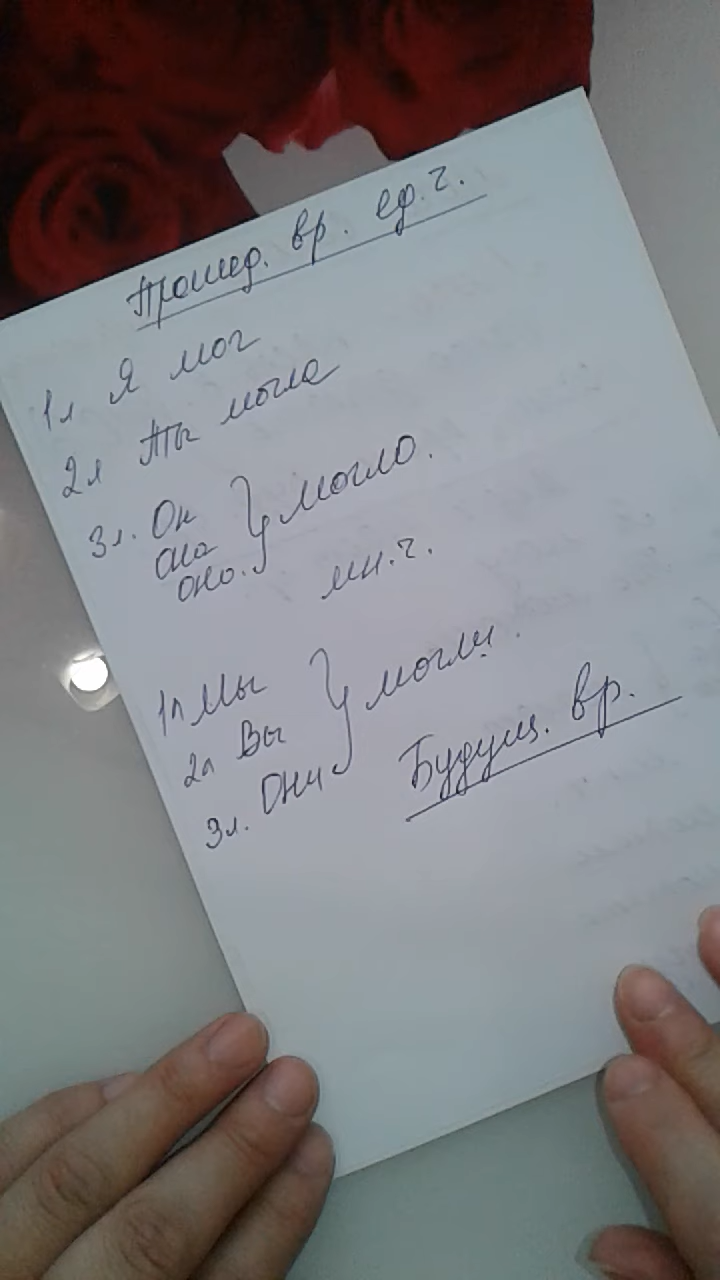 Прошед. вр. ед.ч.
1л Я мог
2л Ты могла
3л. Он
она
оно.
} могло.
мн.ч.
1л Мы
2л Вы
3л. Они
} могли.
Будущ. вр.